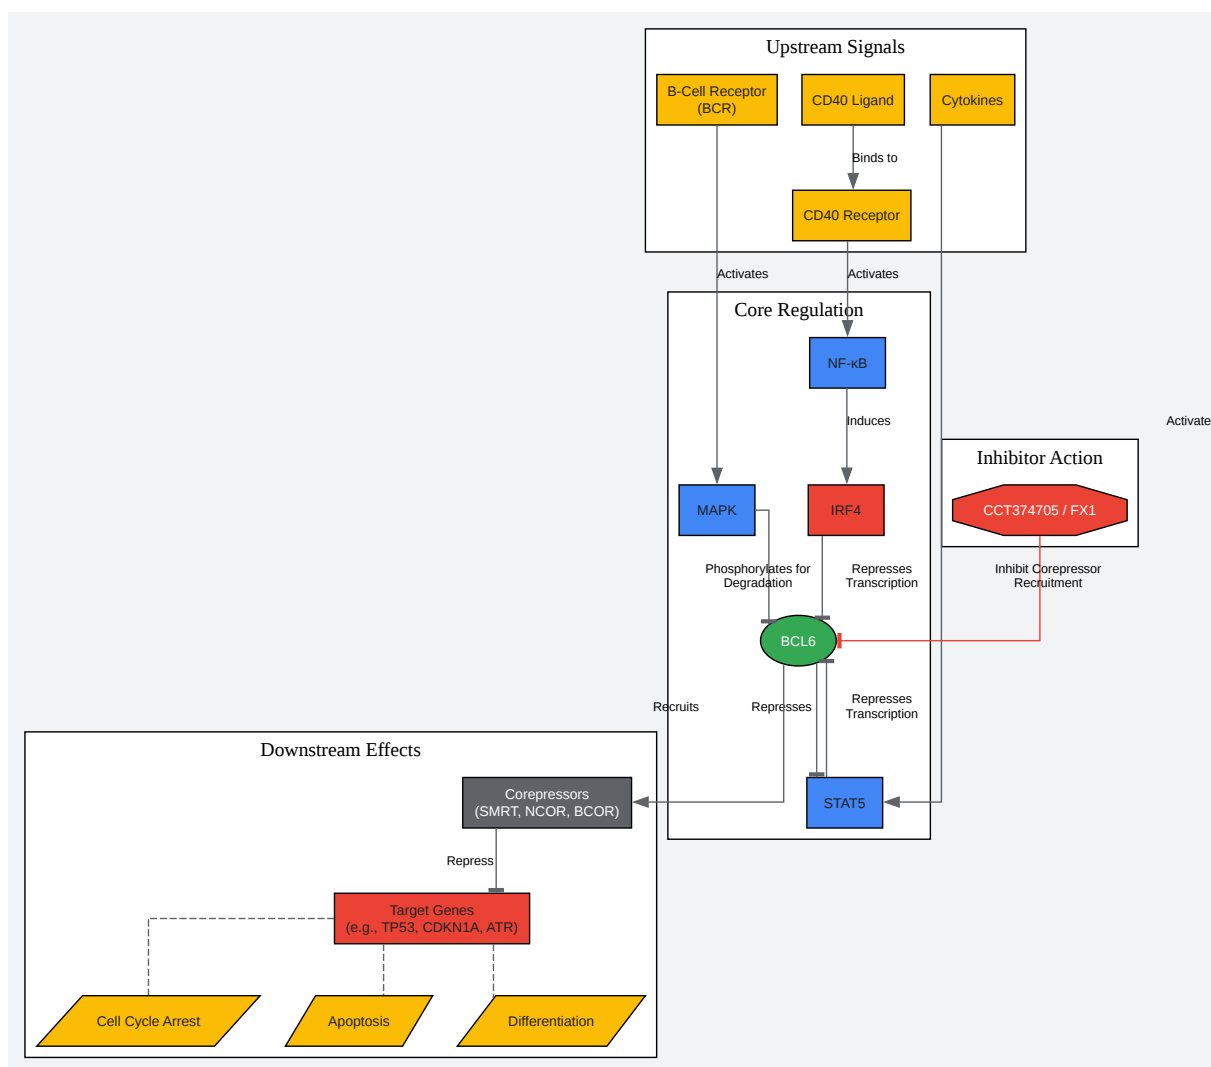 Upstream Signals
B-Cell Receptor
(BCR)
CD40 Ligand
Cytokines
Binds to
CD40 Receptor
Activates
Activates
Core Regulation
NF-κB
Induces
Activate
Inhibitor Action
MAPK
IRF4
CCT374705 / FX1
Phosphorylates for
Degradation
Represses
Transcription
Inhibit Corepressor
Recruitment
BCL6
Recruits
Represses
Represses
Transcription
Downstream Effects
Corepressors
(SMRT, NCOR, BCOR)
STAT5
Repress
Target Genes
(e.g., TP53, CDKN1A, ATR)
Cell Cycle Arrest
Apoptosis
Differentiation